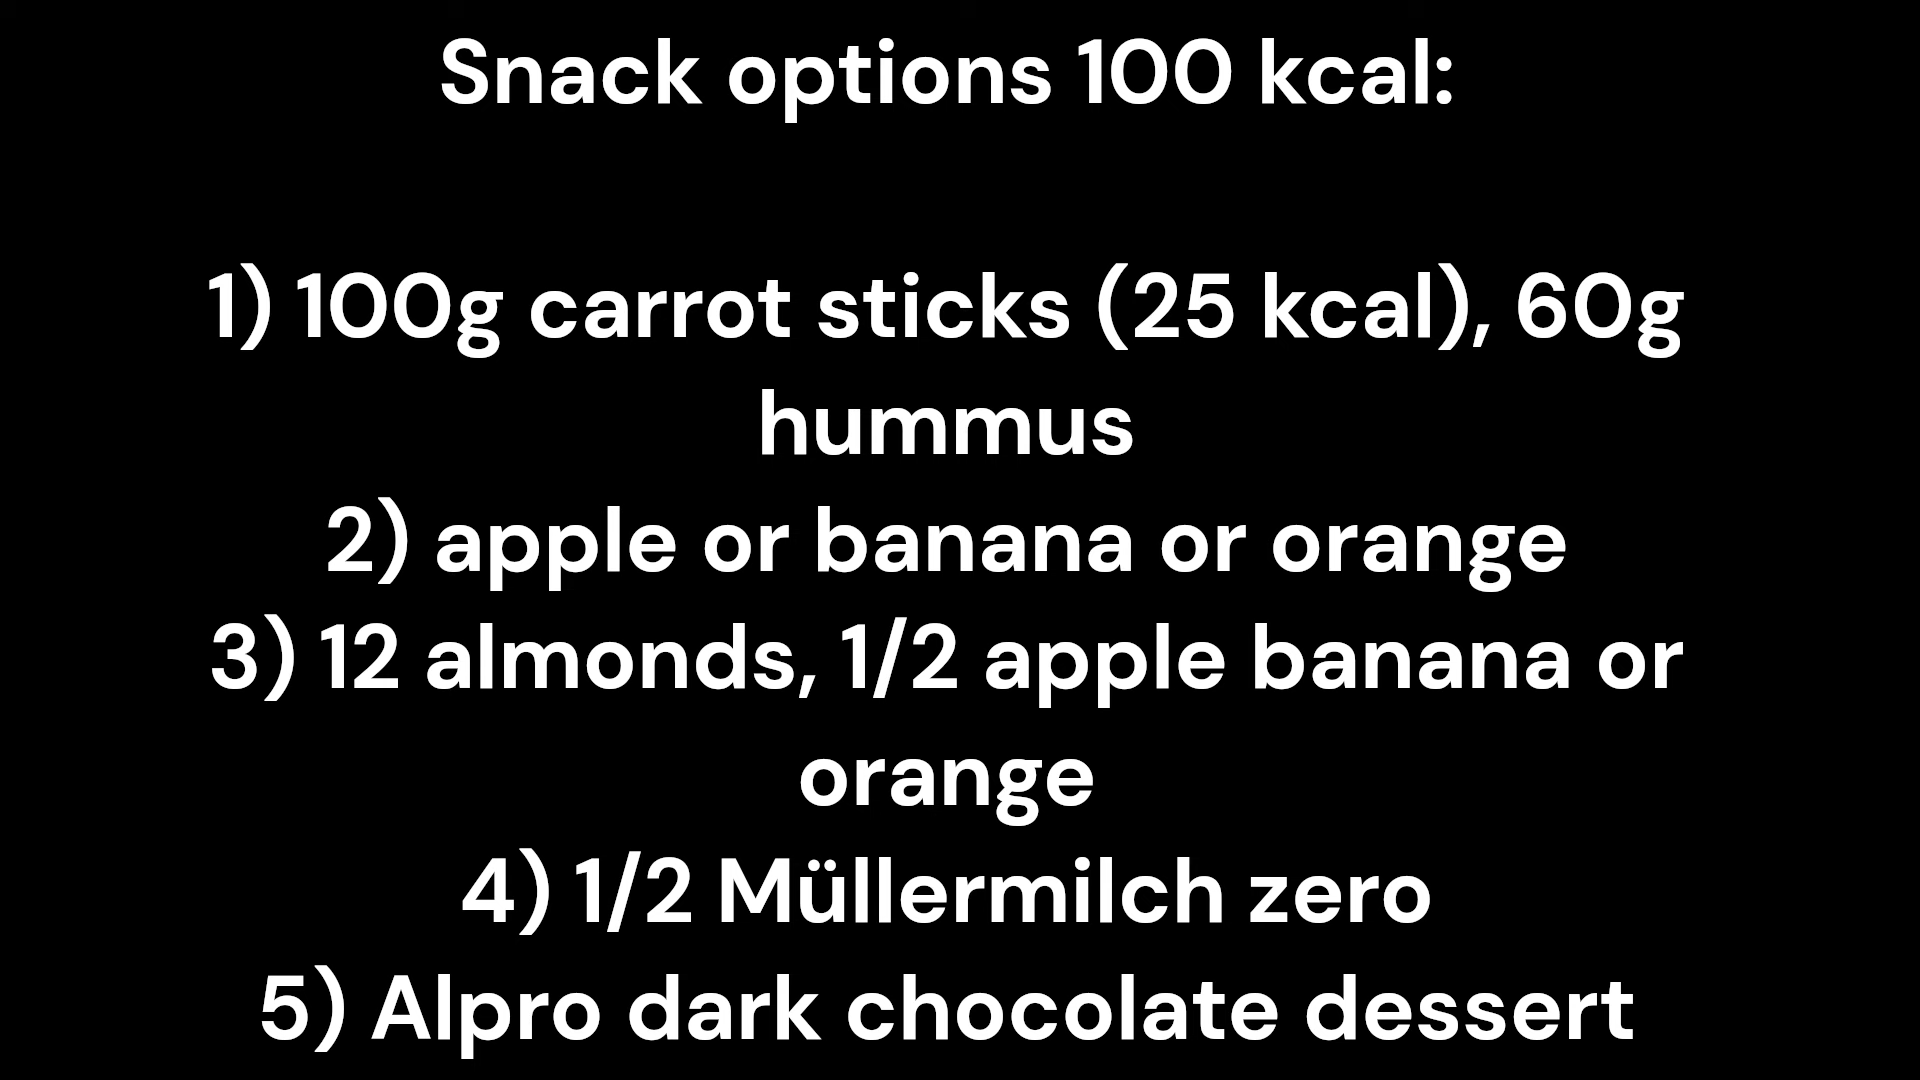 Snack options 100 kcal:
1) 100g carrot sticks (25 kcal), 60g
hummus
2) apple or banana or orange
3) 12 almonds, 1/2 apple banana or
orange
4) 1/2 Müllermilch zero
5) Alpro dark chocolate dessert